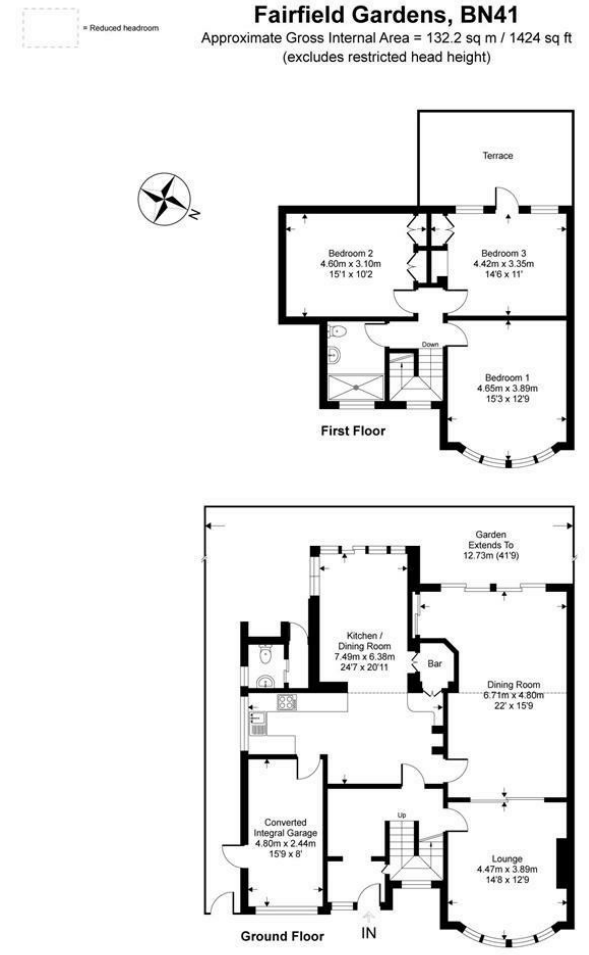 = Reduced headroom
Fairfield Gardens, BN41
Approximate Gross Internal Area = 132.2 sq m / 1424 sq ft
(excludes restricted head height)
N
Terrace
Bedroom 2
4.60m x 3.10m
15'1 x 10'2
Bedroom 3
4.42m x 3.35m
14'6 x 11'
Down
Bedroom 1
4.65m x 3.89m
15'3 x 12'9
First Floor
Garden
Extends To
12.73m (41'9)
Kitchen /
Dining Room
7.49m x 6.38m
24'7 x 20'11
Bar
Dining Room
6.71m x 4.80m
22' x 15'9
Converted
Integral Garage
4.80m x 2.44m
15'9 x 8'
Up
Lounge
4.47m x 3.89m
14'8 x 12'9
IN
Ground Floor